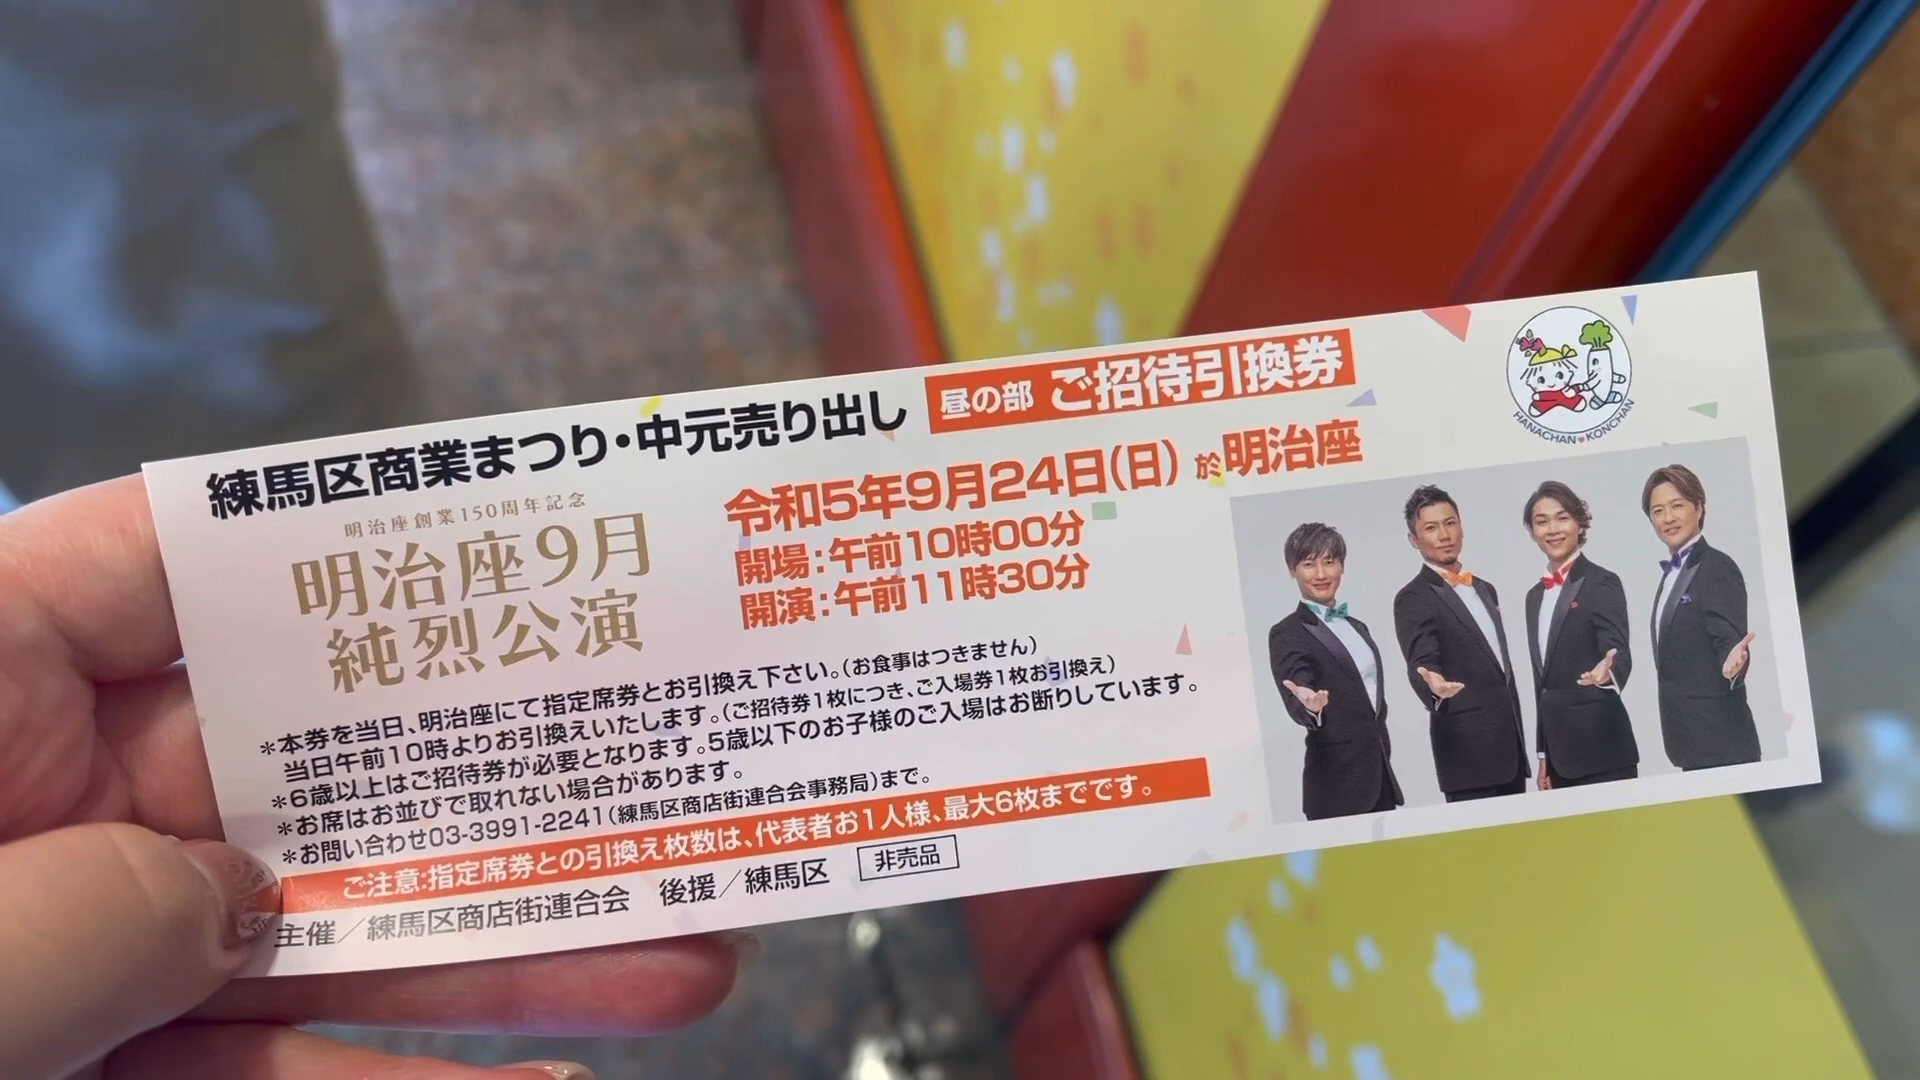 練馬区商業まつり・中元売り出し 昼の部 ご招待引換券
HANACHAN♥KONCHAN
明治座創業150周年記念
明治座9月
純烈公演
令和5年9月24日(日) 於 明治座
開場:午前10時00分
開演:午前11時30分
*本券を当日、明治座にて指定席券とお引換え下さい。(お食事はつきません)
当日午前10時よりお引換えいたします。(ご招待券1枚につき、ご入場券1枚お引換え)
*6歳以上はご招待券が必要となります。5歳以下のお子様のご入場はお断りしています。
*お席はお並びで取れない場合があります。
*お問い合わせ03-3991-2241(練馬区商店街連合会事務局)まで。
ご注意:指定席券との引換え枚数は、代表者お1人様、最大6枚までです。
主催/練馬区商店街連合会 後援/練馬区 非売品